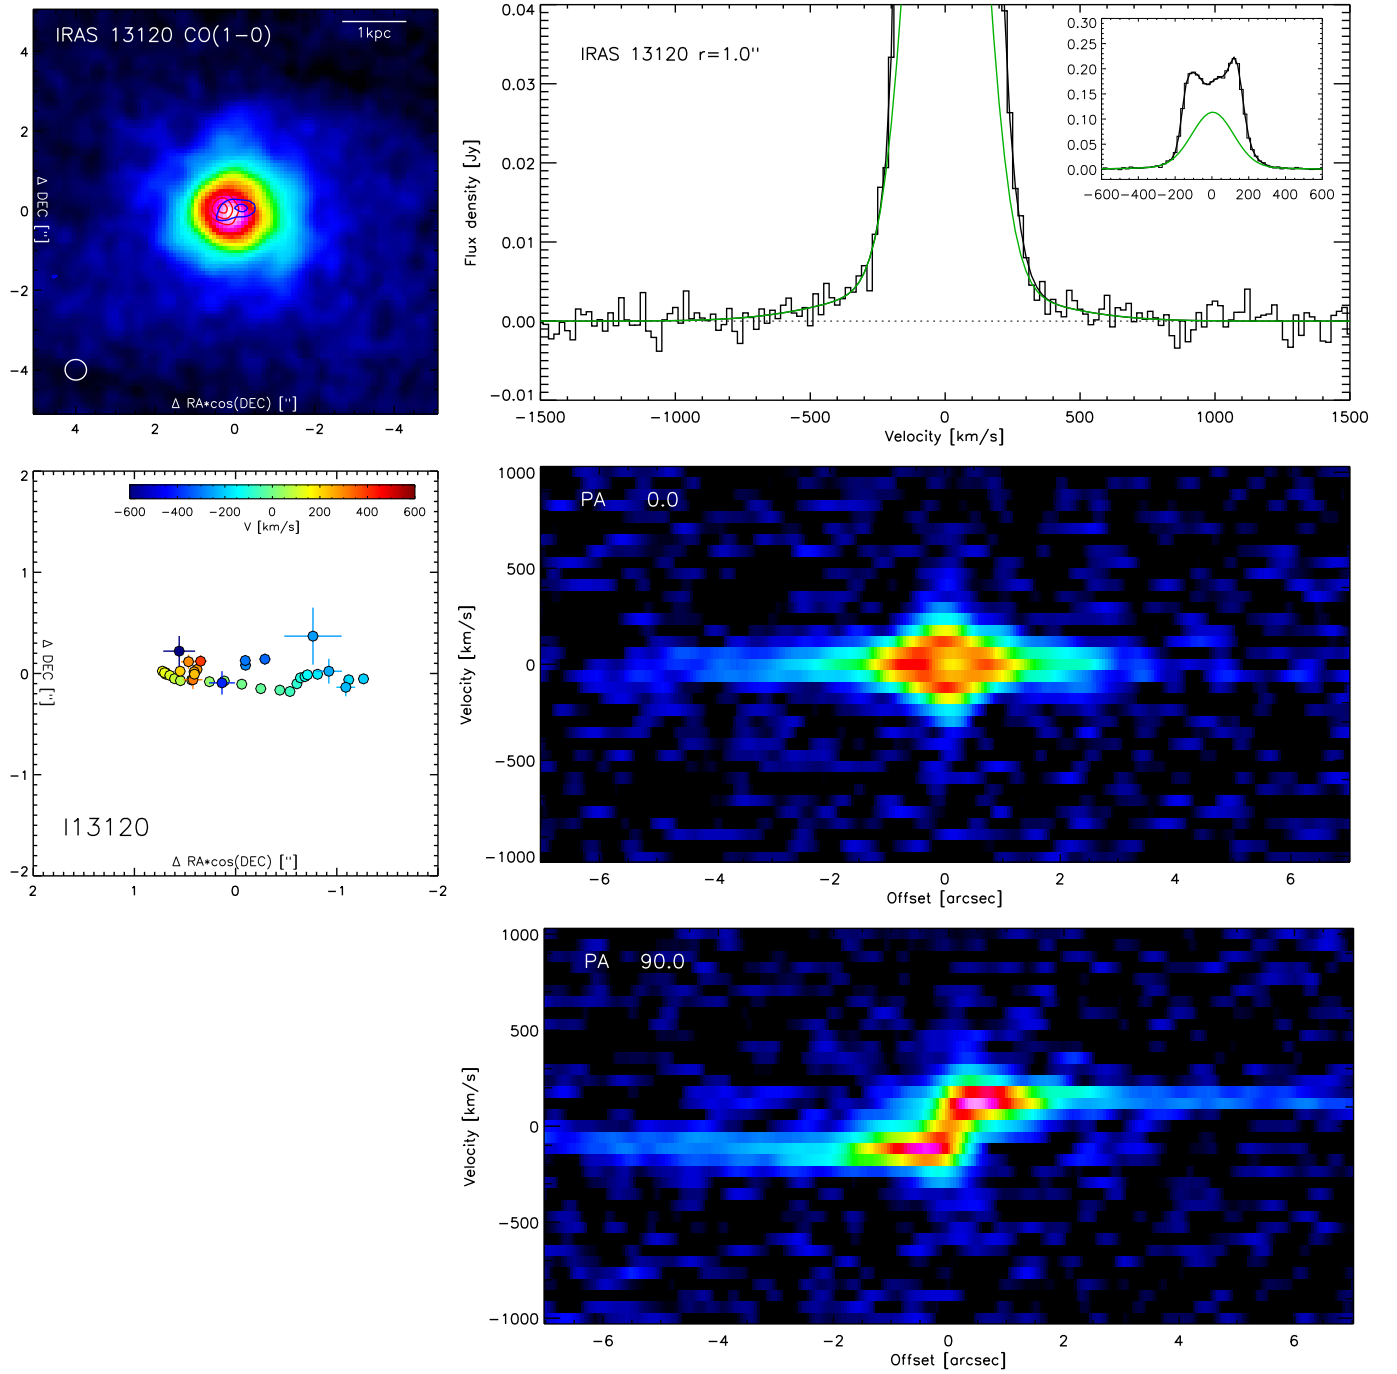 IRAS 13120 CO(1−0)
1kpc
4
2
0
−2
−4
Δ DEC ["]
Δ RA*cos(DEC) ["]
4 2 0 −2 −4
IRAS 13120 r=1.0"
0.04
0.03
0.02
0.01
0.00
−0.01
Flux density [Jy]
−1500 −1000 −500 0 500 1000 1500
Velocity [km/s]
0.30
0.25
0.20
0.15
0.10
0.05
0.00
−600−400−200 0 200 400 600
2
1
0
−1
−2
Δ DEC ["]
−600 −400 −200 0 200 400 600
V [km/s]
I13120
Δ RA*cos(DEC) ["]
2 1 0 −1 −2
PA 0.0
1000
500
0
−500
−1000
Velocity [km/s]
−6 −4 −2 0 2 4 6
Offset [arcsec]
PA 90.0
1000
500
0
−500
−1000
Velocity [km/s]
−6 −4 −2 0 2 4 6
Offset [arcsec]